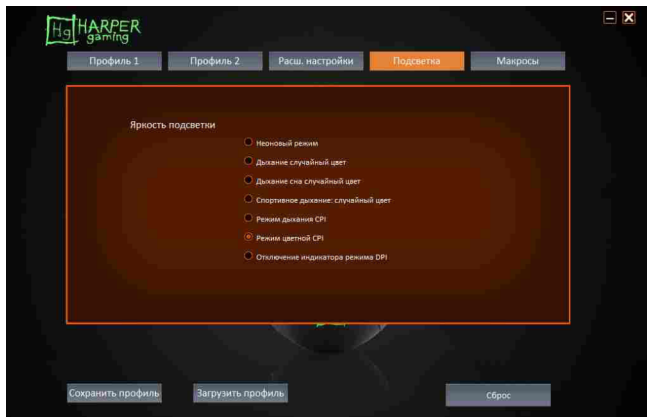 Hg HARPER
gaming
Профиль 1 Профиль 2 Расш. настройки Подсветка Макросы
Яркость подсветки
Неоновый режим
Дыхание случайный цвет
Дыхание сна случайный цвет
Спортивное дыхание: случайный цвет
Режим дыхания CPI
Режим цветной CPI
Отключение индикатора режима DPI
Сохранить профиль Загрузить профиль Сброс